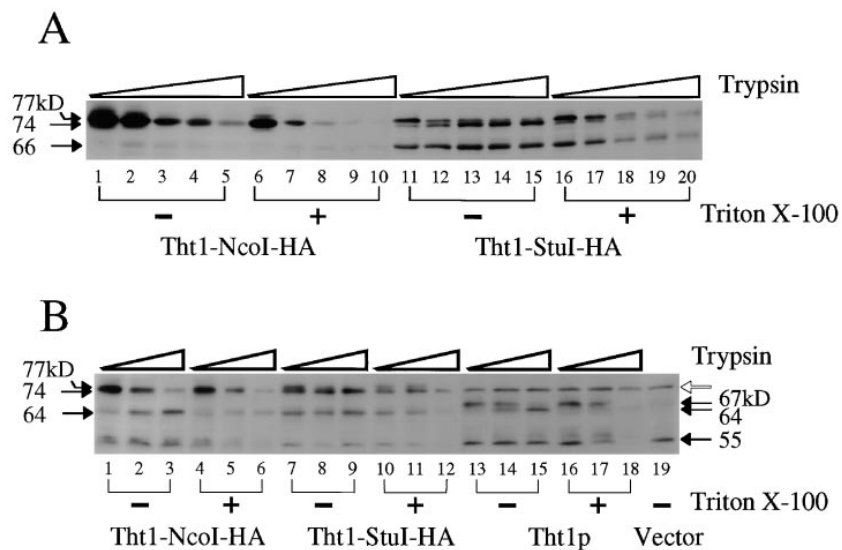 A
Trypsin
77kD
74
66
1 2 3 4 5 6 7 8 9 10 11 12 13 14 15 16 17 18 19 20
− + − + Triton X-100
Tht1-NcoI-HA Tht1-StuI-HA
B
Trypsin
77kD
74 67kD
64 64
55
1 2 3 4 5 6 7 8 9 10 11 12 13 14 15 16 17 18 19
− + − + − + − Triton X-100
Tht1-NcoI-HA Tht1-StuI-HA Tht1p Vector